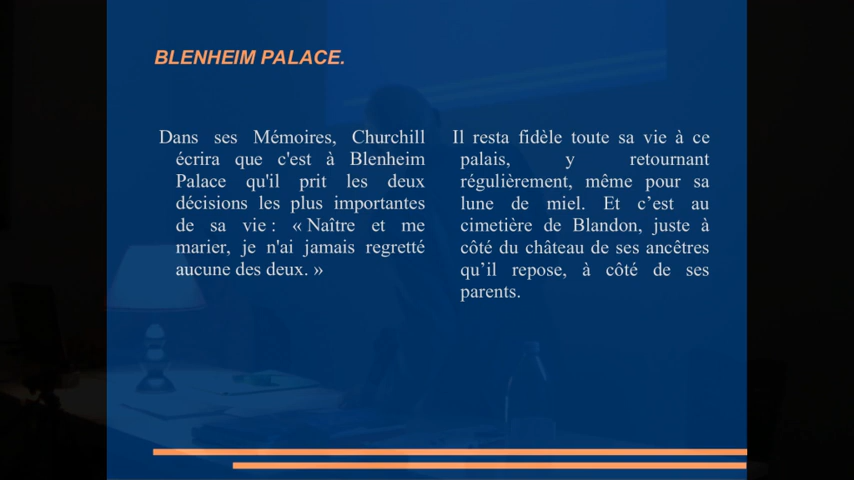 BLENHEIM PALACE.
Dans ses Mémoires, Churchill
écrira que c'est à Blenheim
Palace qu'il prit les deux
décisions les plus importantes
de sa vie : « Naître et me
marier, je n'ai jamais regretté
aucune des deux. »
Il resta fidèle toute sa vie à ce
palais, y retournant
régulièrement, même pour sa
lune de miel. Et c’est au
cimetière de Blandon, juste à
côté du château de ses ancêtres
qu’il repose, à côté de ses
parents.